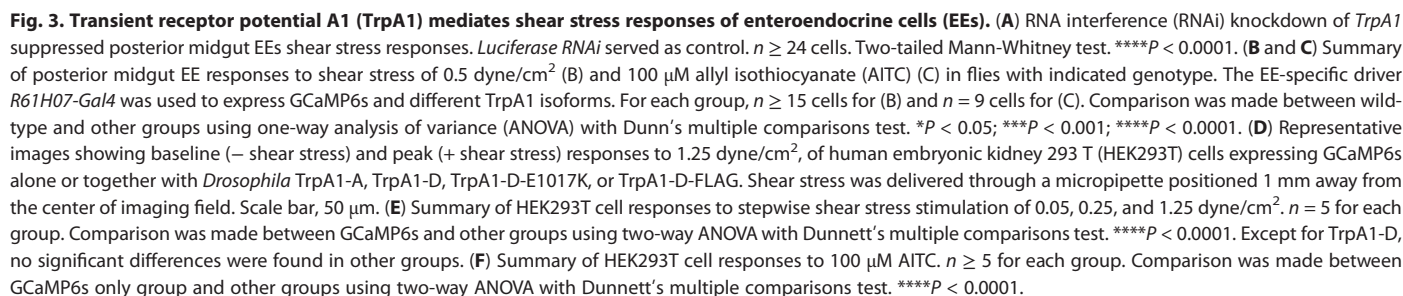 Fig. 3. Transient receptor potential A1 (TrpA1) mediates shear stress responses of enteroendocrine cells (EEs). (A) RNA interference (RNAi) knockdown of TrpA1
suppressed posterior midgut EEs shear stress responses. Luciferase RNAi served as control. n ≥ 24 cells. Two-tailed Mann-Whitney test. ****P < 0.0001. (B and C) Summary
of posterior midgut EE responses to shear stress of 0.5 dyne/cm² (B) and 100 μM allyl isothiocyanate (AITC) (C) in flies with indicated genotype. The EE-specific driver
R61H07-Gal4 was used to express GCaMP6s and different TrpA1 isoforms. For each group, n ≥ 15 cells for (B) and n = 9 cells for (C). Comparison was made between wild-
type and other groups using one-way analysis of variance (ANOVA) with Dunn's multiple comparisons test. *P < 0.05; ***P < 0.001; ****P < 0.0001. (D) Representative
images showing baseline (− shear stress) and peak (+ shear stress) responses to 1.25 dyne/cm², of human embryonic kidney 293 T (HEK293T) cells expressing GCaMP6s
alone or together with Drosophila TrpA1-A, TrpA1-D, TrpA1-D-E1017K, or TrpA1-D-FLAG. Shear stress was delivered through a micropipette positioned 1 mm away from
the center of imaging field. Scale bar, 50 μm. (E) Summary of HEK293T cell responses to stepwise shear stress stimulation of 0.05, 0.25, and 1.25 dyne/cm². n = 5 for each
group. Comparison was made between GCaMP6s and other groups using two-way ANOVA with Dunnett's multiple comparisons test. ****P < 0.0001. Except for TrpA1-D,
no significant differences were found in other groups. (F) Summary of HEK293T cell responses to 100 μM AITC. n ≥ 5 for each group. Comparison was made between
GCaMP6s only group and other groups using two-way ANOVA with Dunnett's multiple comparisons test. ****P < 0.0001.